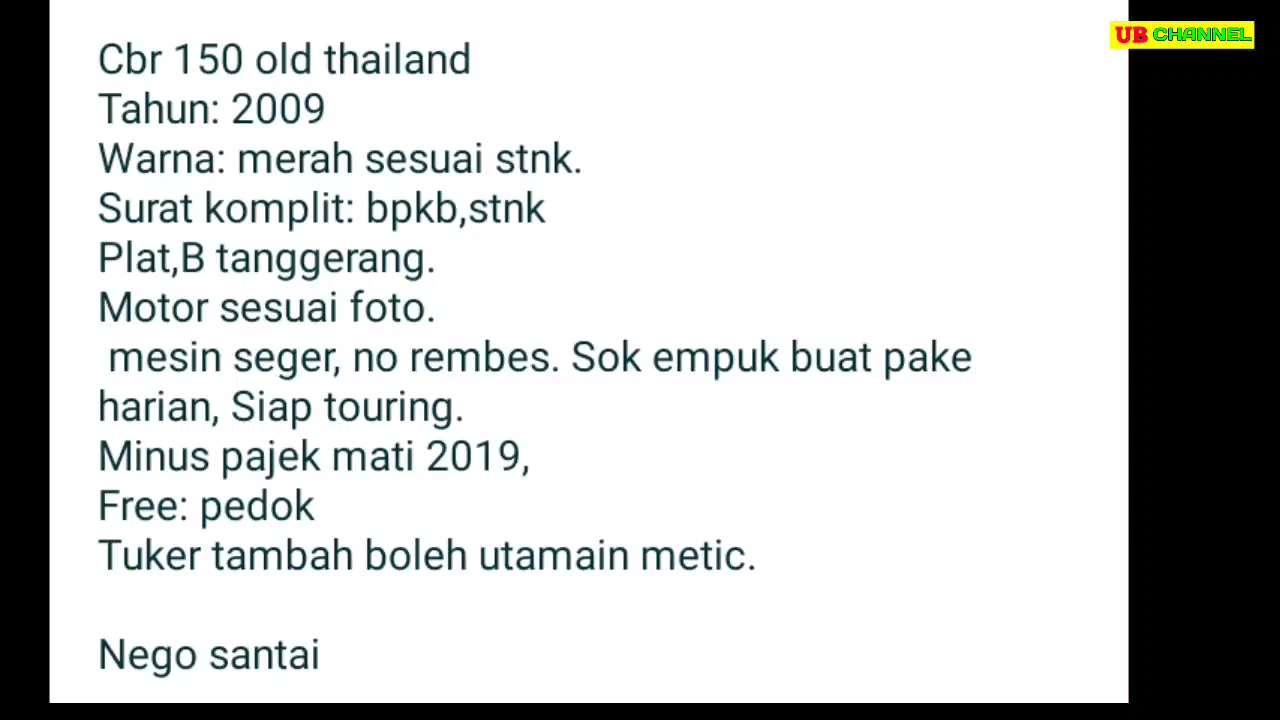 UB CHANNEL
Cbr 150 old thailand
Tahun: 2009
Warna: merah sesuai stnk.
Surat komplit: bpkb,stnk
Plat,B tanggerang.
Motor sesuai foto.
mesin seger, no rembes. Sok empuk buat pake
harian, Siap touring.
Minus pajek mati 2019,
Free: pedok
Tuker tambah boleh utamain metic.
Nego santai